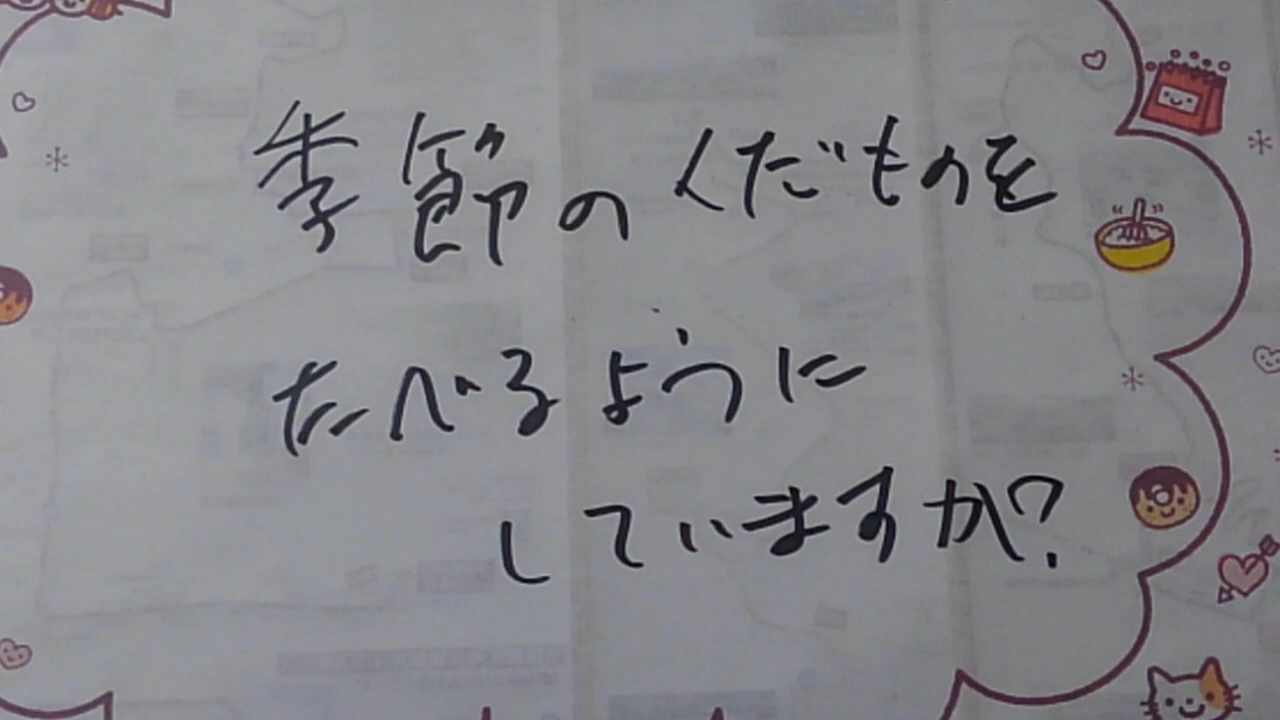 季節のくだものを
たべるように
していますか?